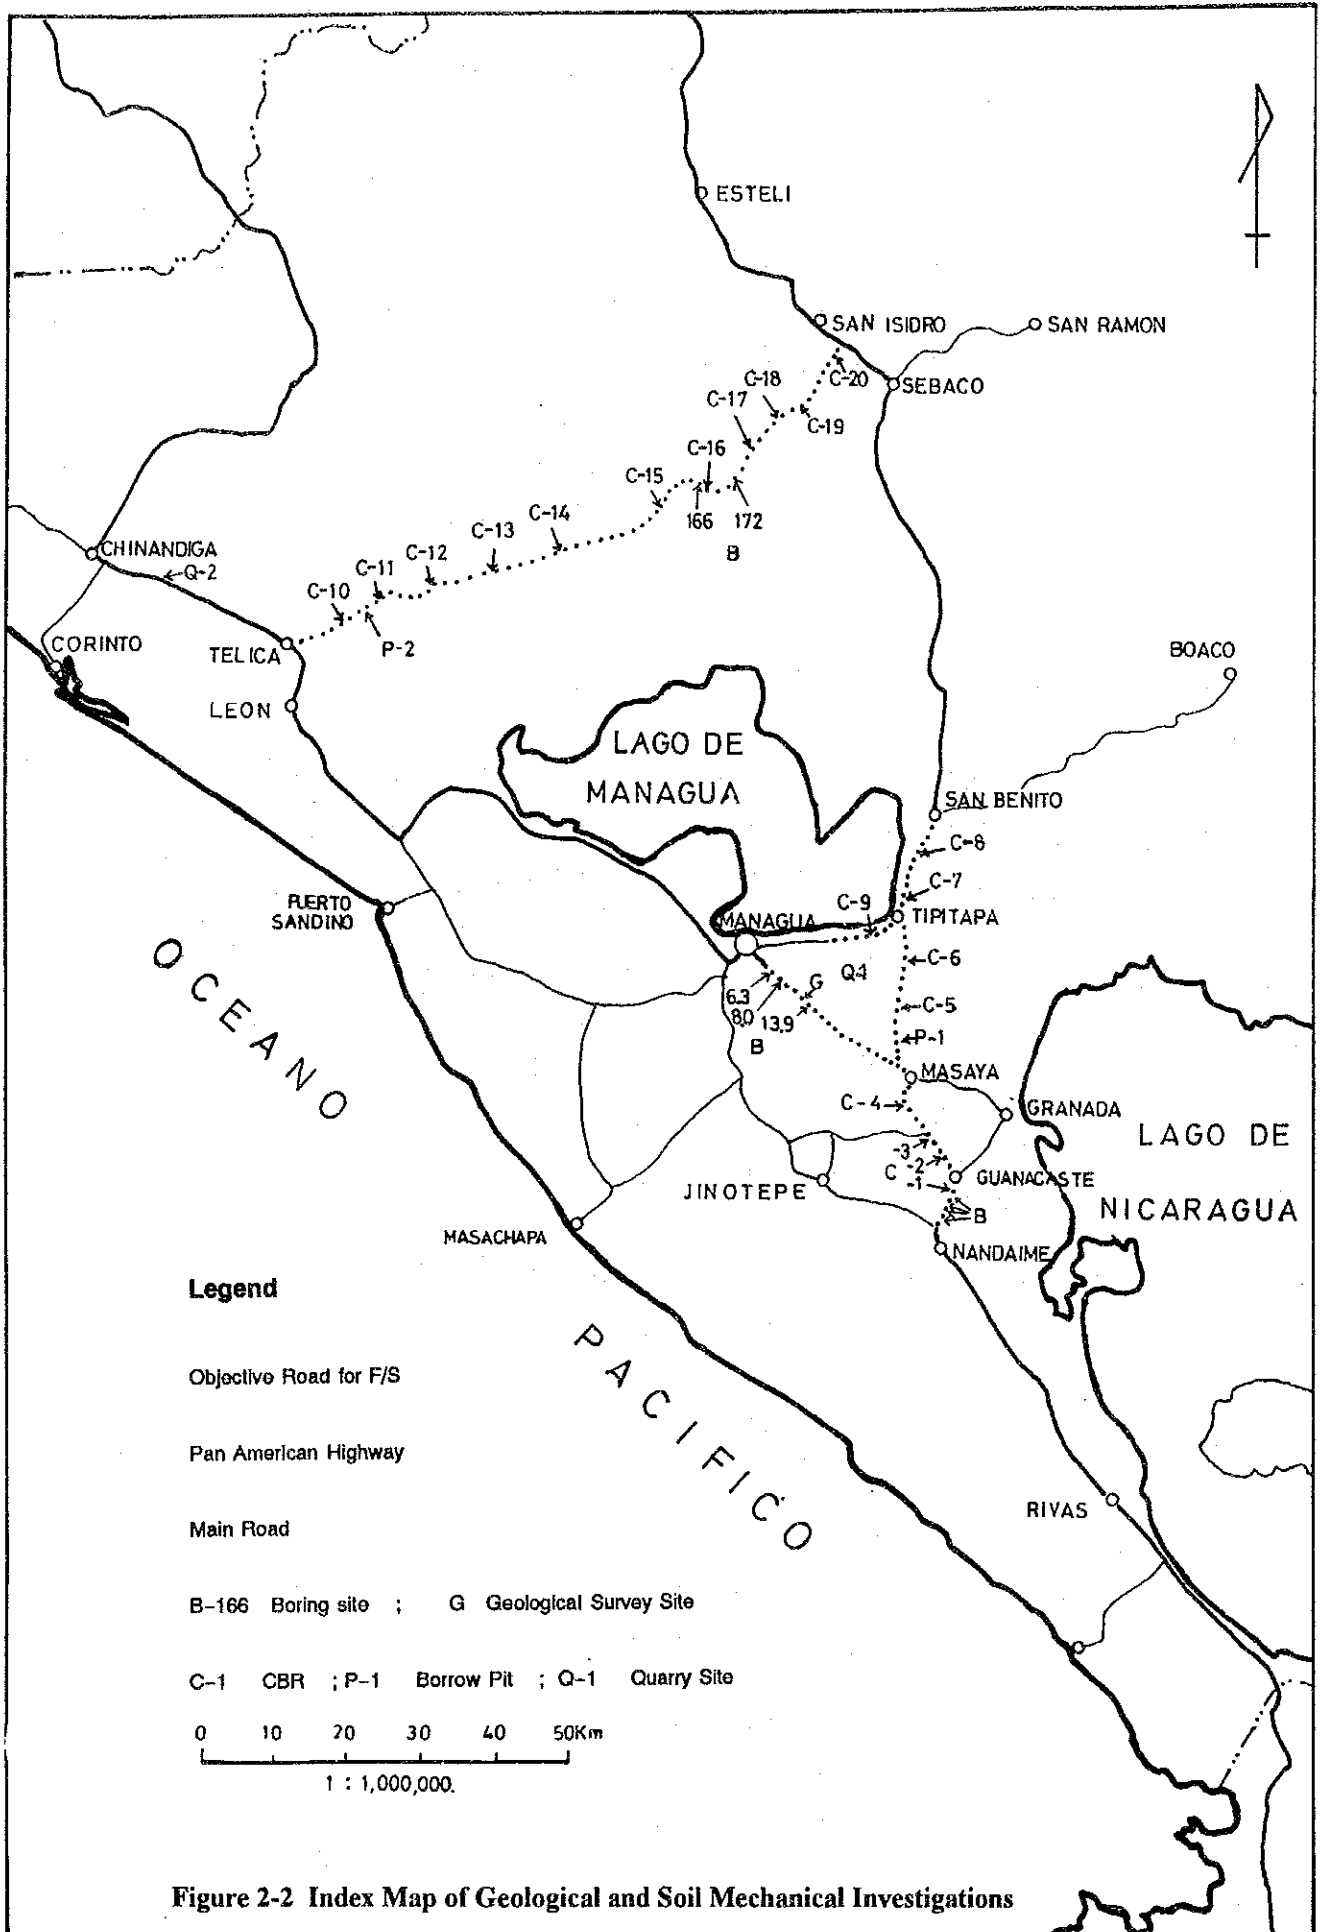 ESTELI
SAN ISIDRO
SAN RAMON
C-20
SEBACO
C-18
C-17
C-19
C-16
C-15
166
172
B
C-14
C-13
C-12
C-11
C-10
P-2
CHINANDIGA
Q-2
CORINTO
TELICA
LEON
BOACO
LAGO DE
MANAGUA
SAN BENITO
C-8
C-7
C-9
TIPITAPA
PUERTO
SANDINO
MANAGUA
C-6
Q-1
G
6.3
8.0
13.9
B
C-5
P-1
MASAYA
C-4
GRANADA
LAGO DE
NICARAGUA
-3
C -2
-1
GUANACASTE
B
JINOTEPE
NANDAIME
MASACHAPA
OCEANO
PACIFICO
RIVAS
Legend
Objective Road for F/S
Pan American Highway
Main Road
B-166 Boring site ; G Geological Survey Site
C-1 CBR ; P-1 Borrow Pit ; Q-1 Quarry Site
0 10 20 30 40 50Km
1 : 1,000,000.
Figure 2-2 Index Map of Geological and Soil Mechanical Investigations